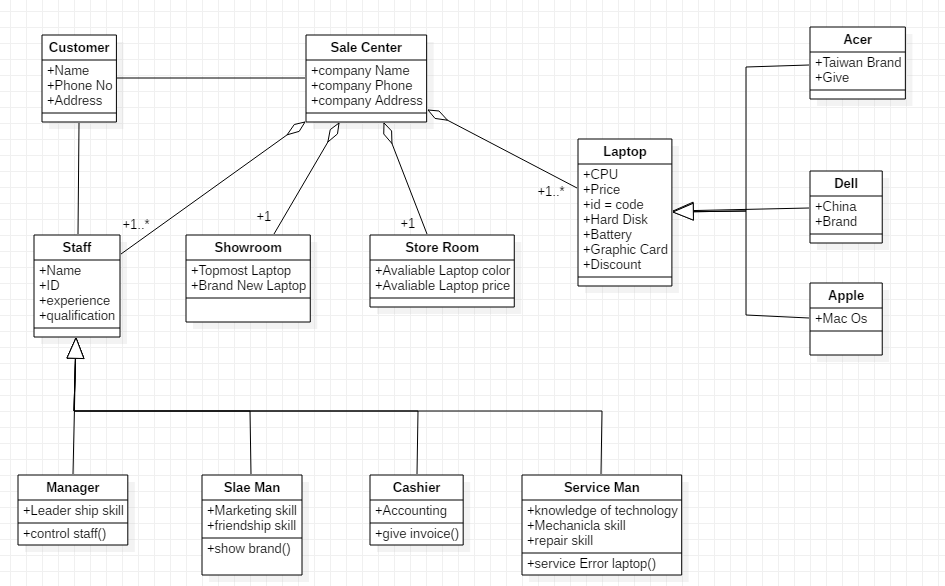 Customer
+Name
+Phone No
+Address
Sale Center
+company Name
+company Phone
+company Address
Acer
+Taiwan Brand
+Give
Laptop
+CPU
+Price
+id = code
+Hard Disk
+Battery
+Graphic Card
+Discount
Dell
+China
+Brand
Apple
+Mac Os
+1..*
+1
+1
+1..*
Staff
+Name
+ID
+experience
+qualification
Showroom
+Topmost Laptop
+Brand New Laptop
Store Room
+Avaliable Laptop color
+Avaliable Laptop price
Manager
+Leader ship skill
+control staff()
Slae Man
+Marketing skill
+friendship skill
+show brand()
Cashier
+Accounting
+give invoice()
Service Man
+knowledge of technology
+Mechanicla skill
+repair skill
+service Error laptop()